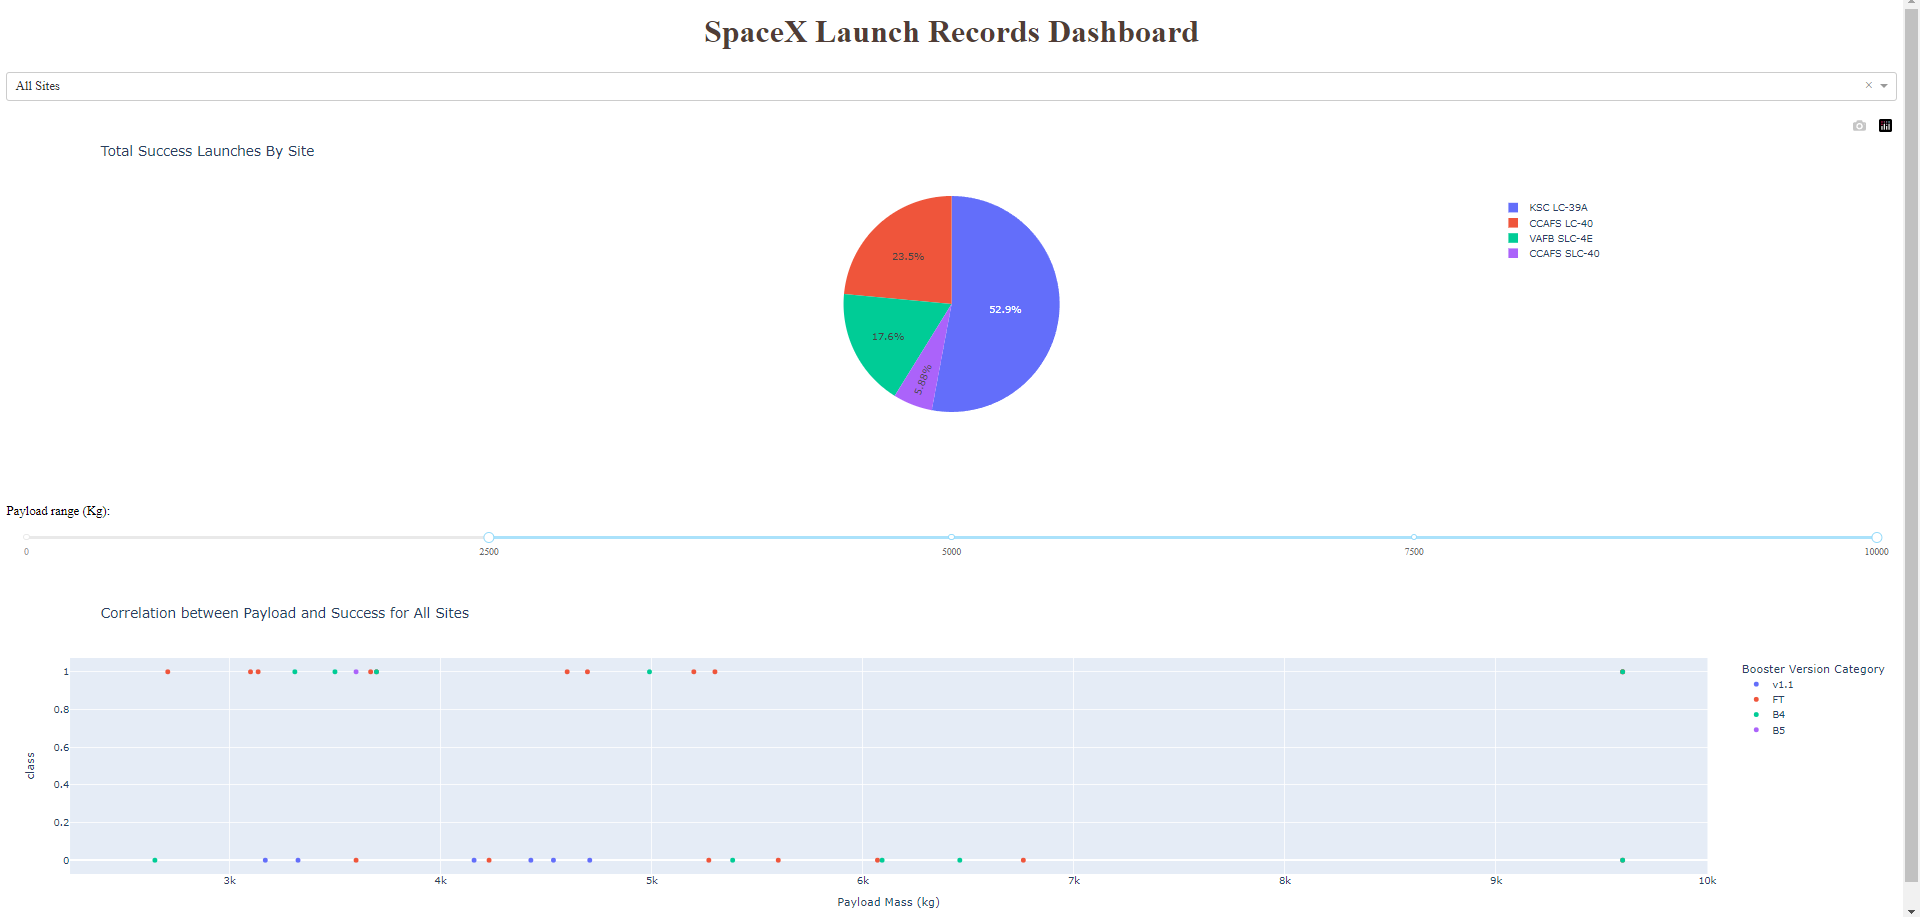 SpaceX Launch Records Dashboard
All Sites
Total Success Launches By Site
KSC LC-39A
CCAFS LC-40
VAFB SLC-4E
CCAFS SLC-40
23.5%
52.9%
17.6%
5.88%
Payload range (Kg):
0 2500 5000 7500 10000
Correlation between Payload and Success for All Sites
Booster Version Category
v1.1
FT
B4
B5
1
0.8
0.6
0.4
0.2
0
class
3k 4k 5k 6k 7k 8k 9k 10k
Payload Mass (kg)